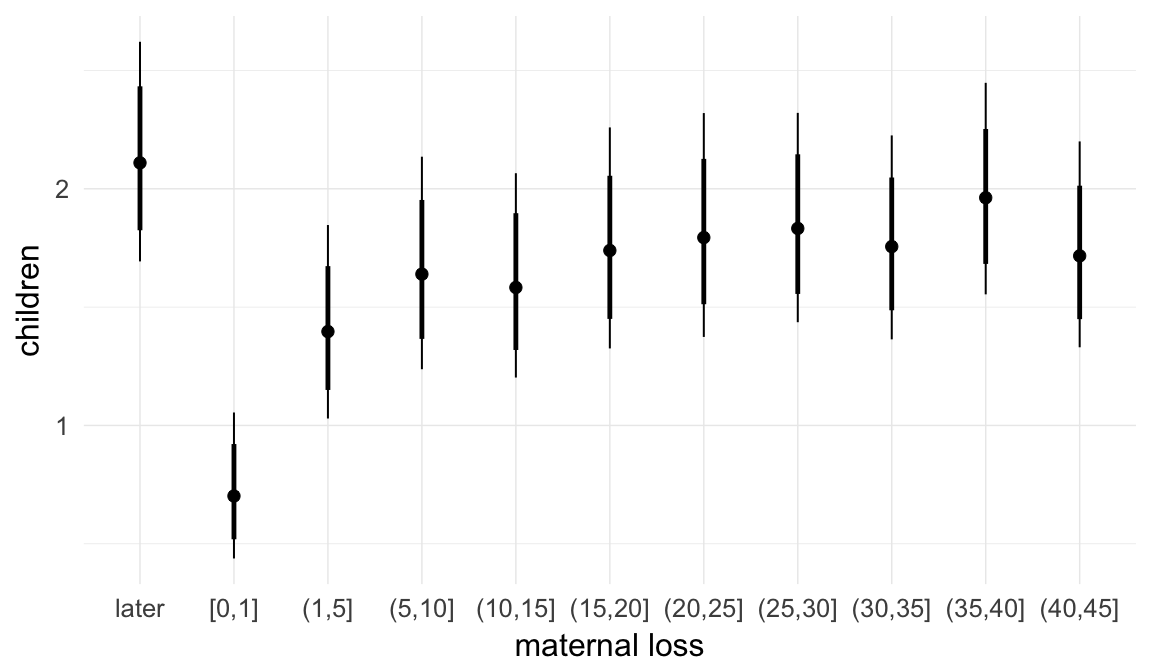 children
2
1
later [0,1] (1,5] (5,10] (10,15] (15,20] (20,25] (25,30] (30,35] (35,40] (40,45]
maternal loss